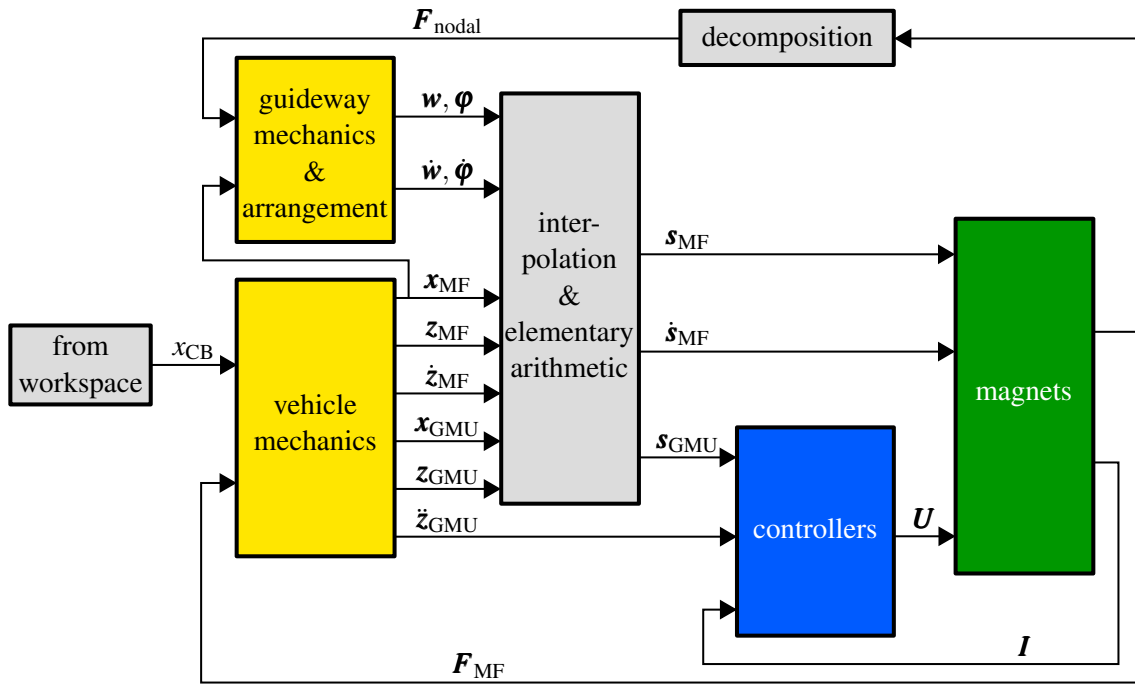 F_nodal
decomposition
guideway
mechanics
&
arrangement
w, φ
ẇ, φ̇
inter-
polation
&
elementary
arithmetic
s_MF
ṡ_MF
s_GMU
x_MF
z_MF
ż_MF
x_GMU
z_GMU
z̈_GMU
from
workspace
x_CB
vehicle
mechanics
magnets
controllers
U
I
F_MF